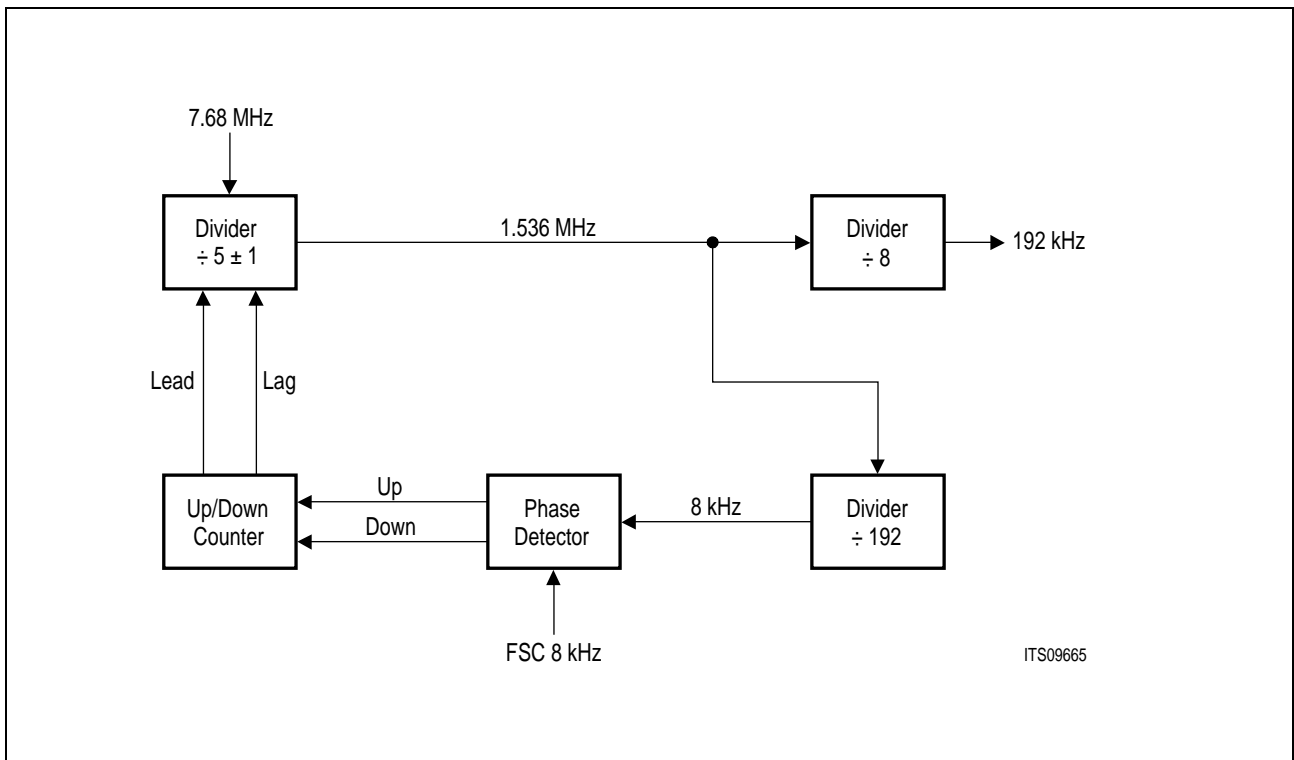 7.68 MHz
Divider
÷ 5 ± 1
1.536 MHz
Divider
÷ 8
192 kHz
Lead
Lag
Up/Down
Counter
Up
Down
Phase
Detector
8 kHz
Divider
÷ 192
FSC 8 kHz
ITS09665